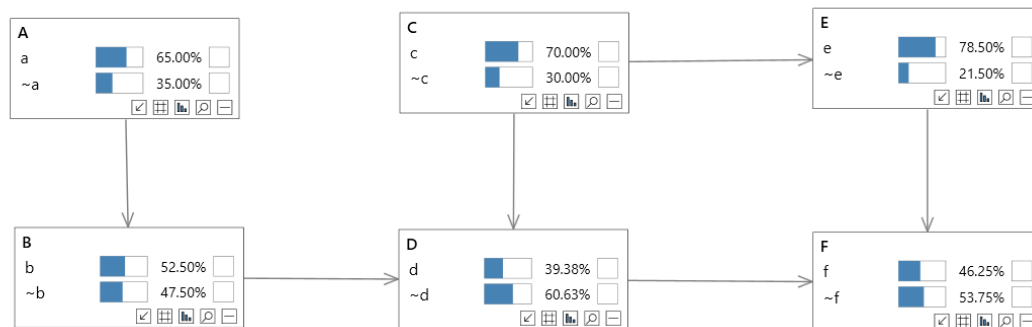 A
a 65.00%
~a 35.00%
C
c 70.00%
~c 30.00%
E
e 78.50%
~e 21.50%
B
b 52.50%
~b 47.50%
D
d 39.38%
~d 60.63%
F
f 46.25%
~f 53.75%